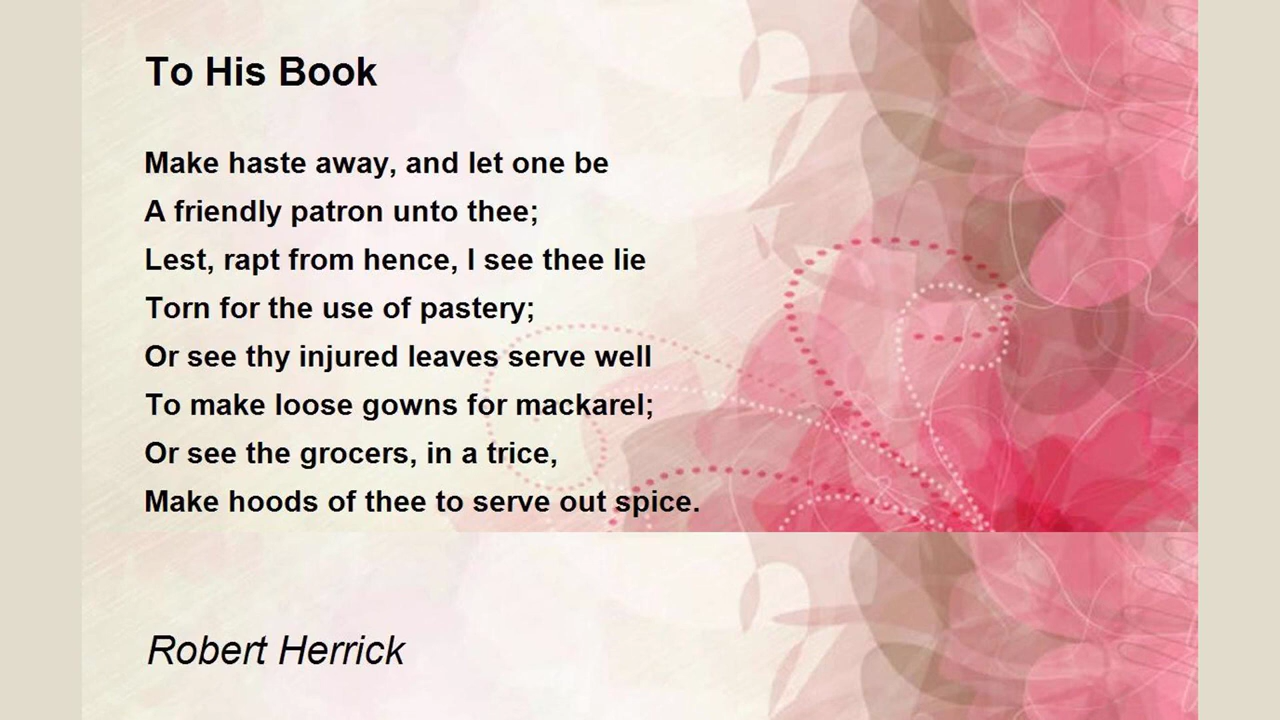 To His Book
Make haste away, and let one be
A friendly patron unto thee;
Lest, rapt from hence, I see thee lie
Torn for the use of pastery;
Or see thy injured leaves serve well
To make loose gowns for mackarel;
Or see the grocers, in a trice,
Make hoods of thee to serve out spice.
Robert Herrick